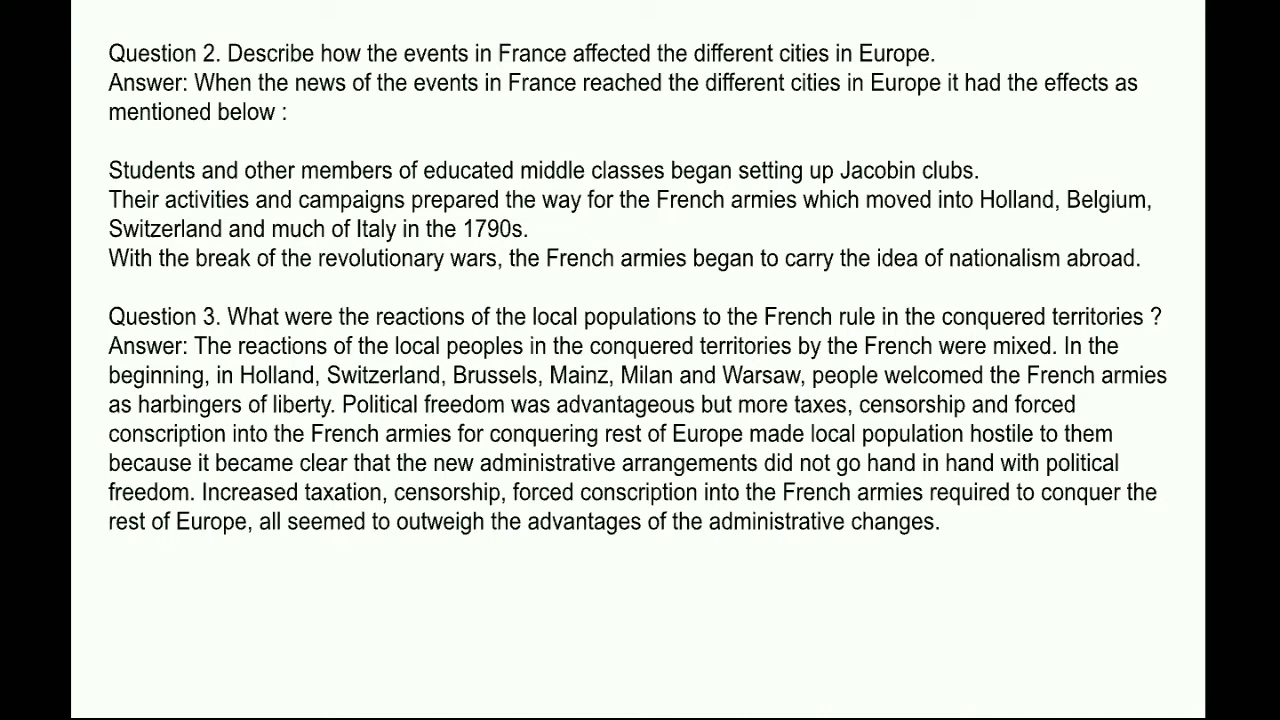 Question 2. Describe how the events in France affected the different cities in Europe.
Answer: When the news of the events in France reached the different cities in Europe it had the effects as
mentioned below :
Students and other members of educated middle classes began setting up Jacobin clubs.
Their activities and campaigns prepared the way for the French armies which moved into Holland, Belgium,
Switzerland and much of Italy in the 1790s.
With the break of the revolutionary wars, the French armies began to carry the idea of nationalism abroad.
Question 3. What were the reactions of the local populations to the French rule in the conquered territories ?
Answer: The reactions of the local peoples in the conquered territories by the French were mixed. In the
beginning, in Holland, Switzerland, Brussels, Mainz, Milan and Warsaw, people welcomed the French armies
as harbingers of liberty. Political freedom was advantageous but more taxes, censorship and forced
conscription into the French armies for conquering rest of Europe made local population hostile to them
because it became clear that the new administrative arrangements did not go hand in hand with political
freedom. Increased taxation, censorship, forced conscription into the French armies required to conquer the
rest of Europe, all seemed to outweigh the advantages of the administrative changes.